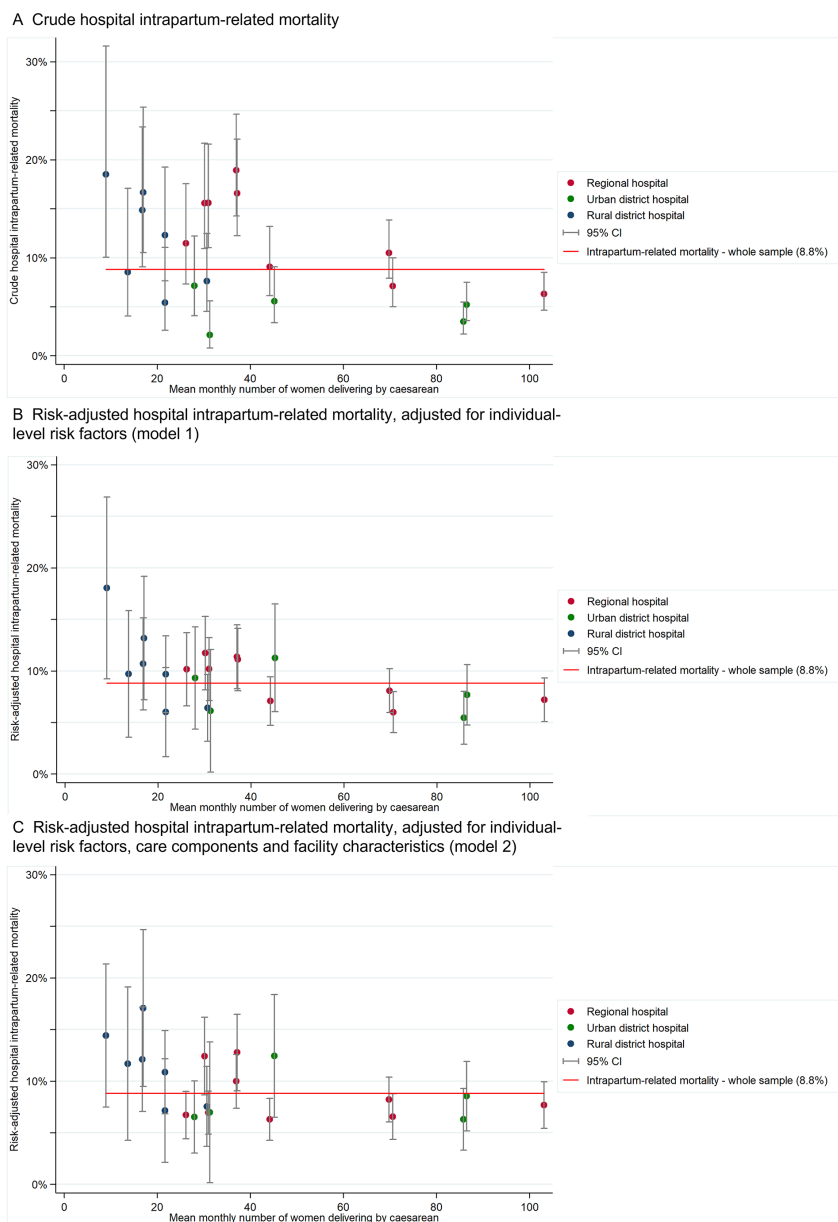 A Crude hospital intrapartum-related mortality
Crude hospital intrapartum-related mortality
30%
20%
10%
0%
0 20 40 60 80 100
Mean monthly number of women delivering by caesarean
Regional hospital
Urban district hospital
Rural district hospital
95% CI
Intrapartum-related mortality - whole sample (8.8%)
B Risk-adjusted hospital intrapartum-related mortality, adjusted for individual-
level risk factors (model 1)
Risk-adjusted hospital intrapartum-related mortality
30%
20%
10%
0%
0 20 40 60 80 100
Mean monthly number of women delivering by caesarean
Regional hospital
Urban district hospital
Rural district hospital
95% CI
Intrapartum-related mortality - whole sample (8.8%)
C Risk-adjusted hospital intrapartum-related mortality, adjusted for individual-
level risk factors, care components and facility characteristics (model 2)
Risk-adjusted hospital intrapartum-related mortality
30%
20%
10%
0%
0 20 40 60 80 100
Mean monthly number of women delivering by caesarean
Regional hospital
Urban district hospital
Rural district hospital
95% CI
Intrapartum-related mortality - whole sample (8.8%)